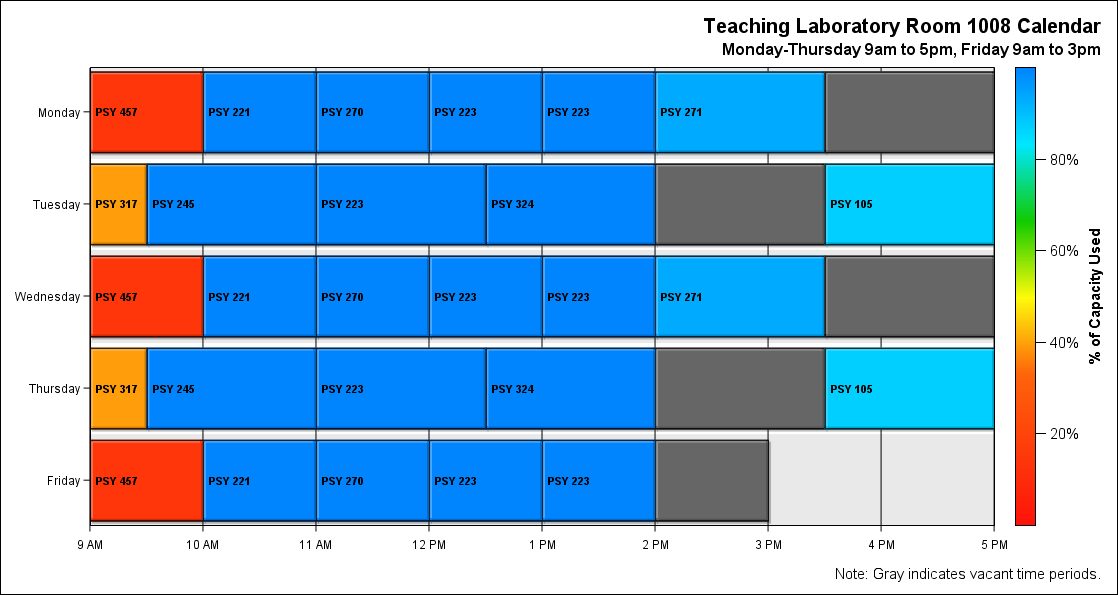 Teaching Laboratory Room 1008 Calendar
Monday-Thursday 9am to 5pm, Friday 9am to 3pm
Monday PSY 457 PSY 221 PSY 270 PSY 223 PSY 223 PSY 271
80%
Tuesday PSY 317 PSY 245 PSY 223 PSY 324 PSY 105
60%
% of Capacity Used
Wednesday PSY 457 PSY 221 PSY 270 PSY 223 PSY 223 PSY 271
40%
Thursday PSY 317 PSY 245 PSY 223 PSY 324 PSY 105
20%
Friday PSY 457 PSY 221 PSY 270 PSY 223 PSY 223
9 AM 10 AM 11 AM 12 PM 1 PM 2 PM 3 PM 4 PM 5 PM
Note: Gray indicates vacant time periods.